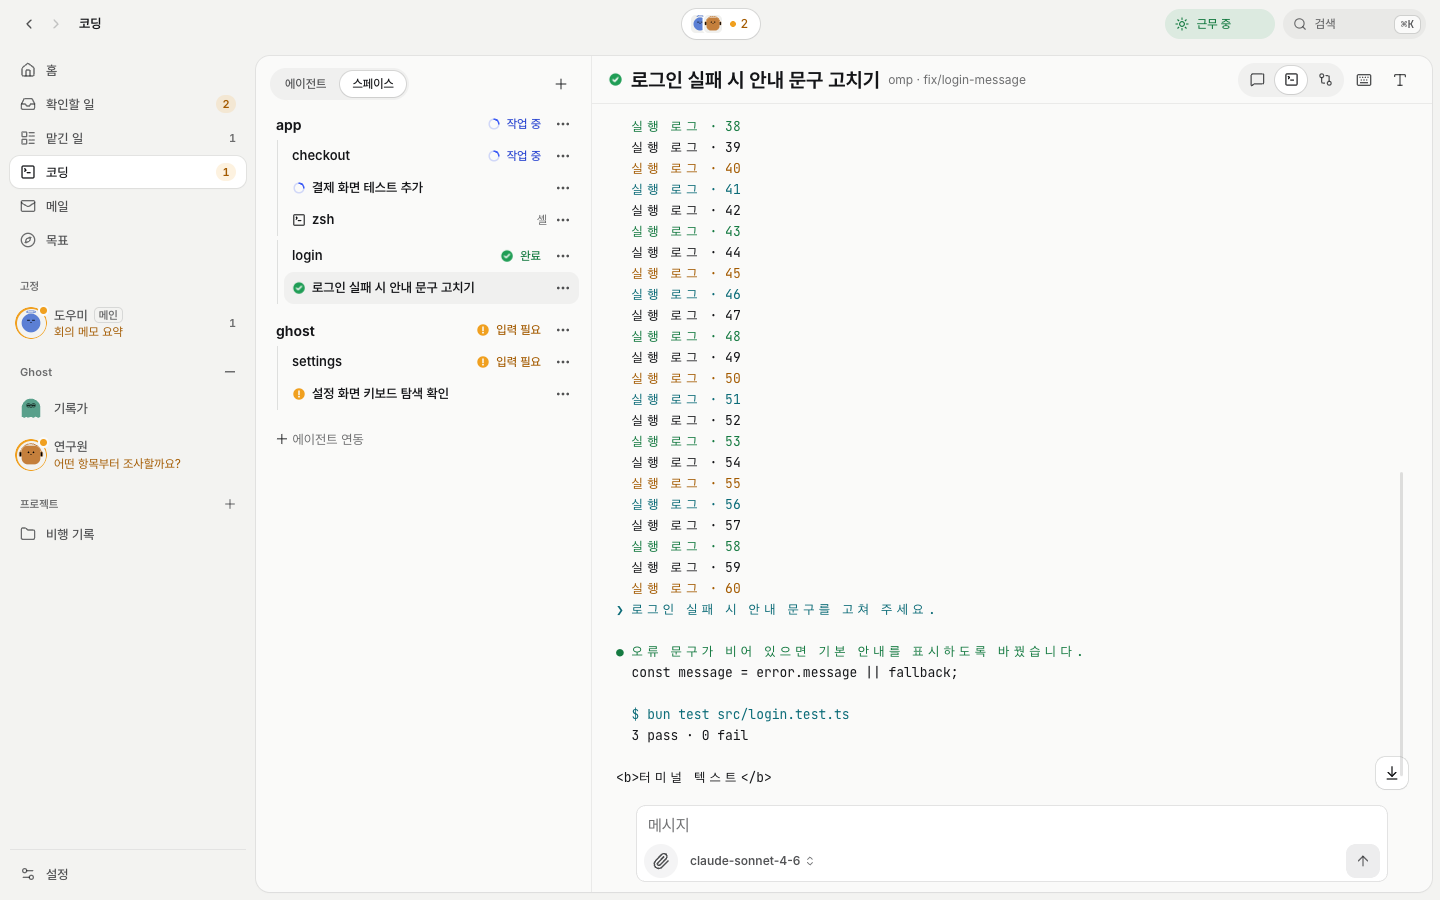 코딩
2
근무 중
검색
⌘K
홈
확인할 일
2
맡긴 일
1
코딩
1
메일
목표
고정
도우미
메인
회의 메모 요약
1
Ghost
기록가
연구원
어떤 항목부터 조사할까요?
프로젝트
비행 기록
설정
에이전트
스페이스
app
작업 중
checkout
작업 중
결제 화면 테스트 추가
zsh
셸
login
완료
로그인 실패 시 안내 문구 고치기
ghost
입력 필요
settings
입력 필요
설정 화면 키보드 탐색 확인
에이전트 연동
로그인 실패 시 안내 문구 고치기
omp · fix/login-message
실행 로그 · 38
실행 로그 · 39
실행 로그 · 40
실행 로그 · 41
실행 로그 · 42
실행 로그 · 43
실행 로그 · 44
실행 로그 · 45
실행 로그 · 46
실행 로그 · 47
실행 로그 · 48
실행 로그 · 49
실행 로그 · 50
실행 로그 · 51
실행 로그 · 52
실행 로그 · 53
실행 로그 · 54
실행 로그 · 55
실행 로그 · 56
실행 로그 · 57
실행 로그 · 58
실행 로그 · 59
실행 로그 · 60
❯ 로그인 실패 시 안내 문구를 고쳐 주세요.
● 오류 문구가 비어 있으면 기본 안내를 표시하도록 바꿨습니다.
const message = error.message || fallback;
$ bun test src/login.test.ts
3 pass · 0 fail
<b>터미널 텍스트</b>
메시지
claude-sonnet-4-6